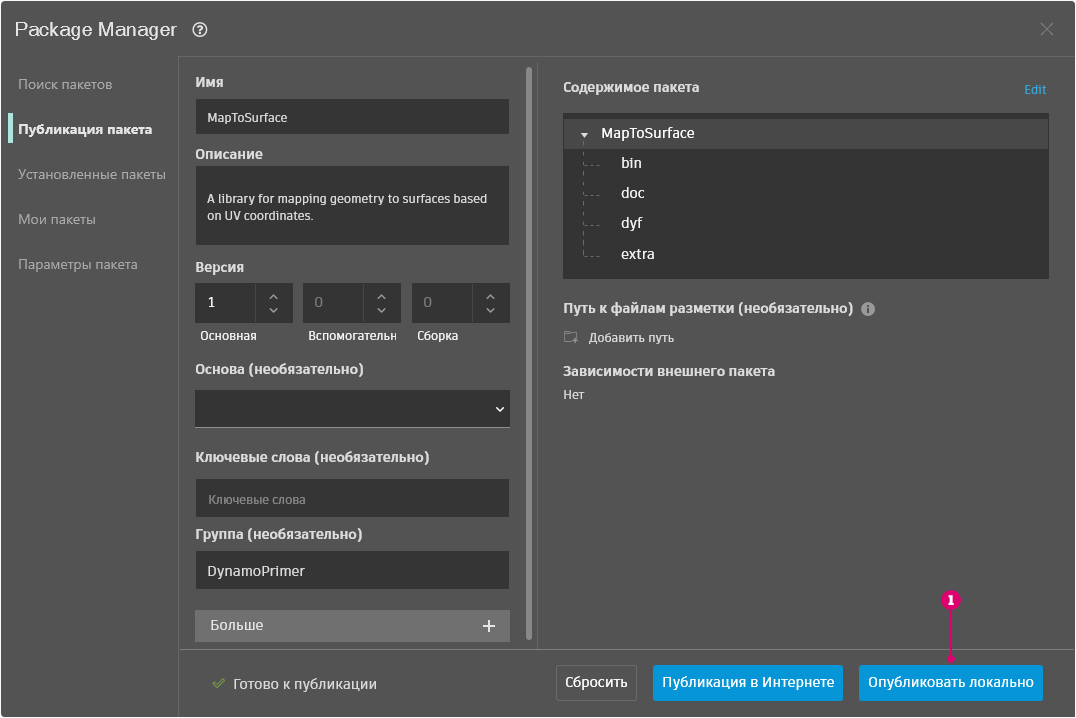 Package Manager ?
Поиск пакетов
Публикация пакета
Установленные пакеты
Мои пакеты
Параметры пакета
Имя
MapToSurface
Описание
A library for mapping geometry to surfaces based
on UV coordinates.
Версия
1
0
0
Основная
Вспомогательн
Сборка
Основа (необязательно)
Ключевые слова (необязательно)
Ключевые слова
Группа (необязательно)
DynamoPrimer
Больше
Содержимое пакета
Edit
MapToSurface
bin
doc
dyf
extra
Путь к файлам разметки (необязательно) i
Добавить путь
Зависимости внешнего пакета
Нет
1
Готово к публикации
Сбросить
Публикация в Интернете
Опубликовать локально